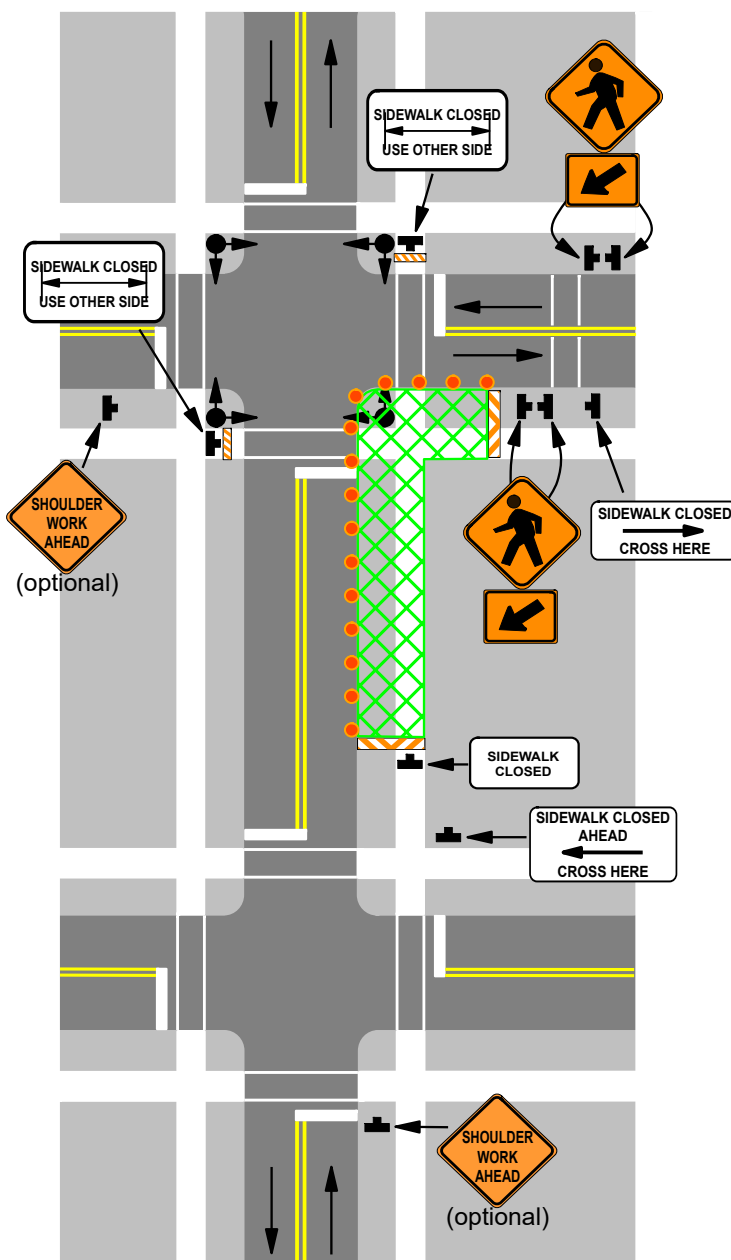 SIDEWALK CLOSED
USE OTHER SIDE
SIDEWALK CLOSED
USE OTHER SIDE
SHOULDER
WORK
AHEAD
(optional)
SIDEWALK CLOSED
CROSS HERE
SIDEWALK
CLOSED
SIDEWALK CLOSED
AHEAD
CROSS HERE
SHOULDER
WORK
AHEAD
(optional)